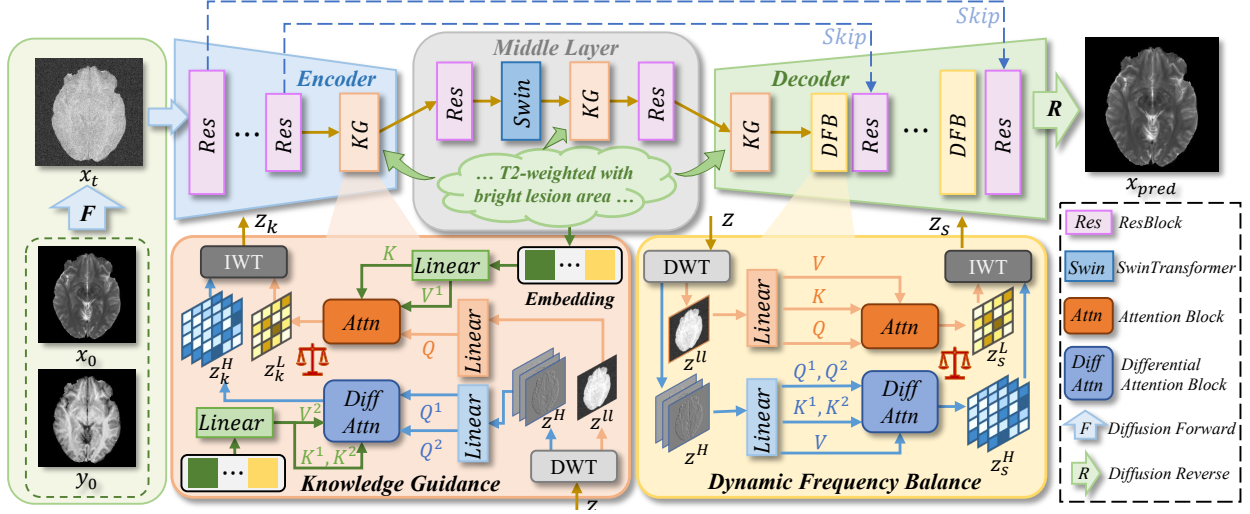 Skip
Skip
Encoder
Middle Layer
Decoder
Res
...
Res
KG
Res
Swin
KG
Res
KG
DFB
Res
...
DFB
Res
R
x_t
F
x_0
y_0
... T2-weighted with
bright lesion area ...
x_pred
z_k
IWT
z_k^H
z_k^L
K
Linear
V^1
...
Embedding
Attn
Q
Linear
Linear
V^2
K^1, K^2
...
Diff
Attn
Q^1
Q^2
Linear
z^H
z^ll
DWT
Knowledge Guidance
z
z
DWT
z^ll
z^H
Linear
V
K
Q
Attn
Linear
Q^1, Q^2
K^1, K^2
V
Diff
Attn
z_s
IWT
z_s^L
z_s^H
Dynamic Frequency Balance
Res ResBlock
Swin SwinTransformer
Attn Attention Block
Diff Differential
Attn Attention Block
F Diffusion Forward
R Diffusion Reverse